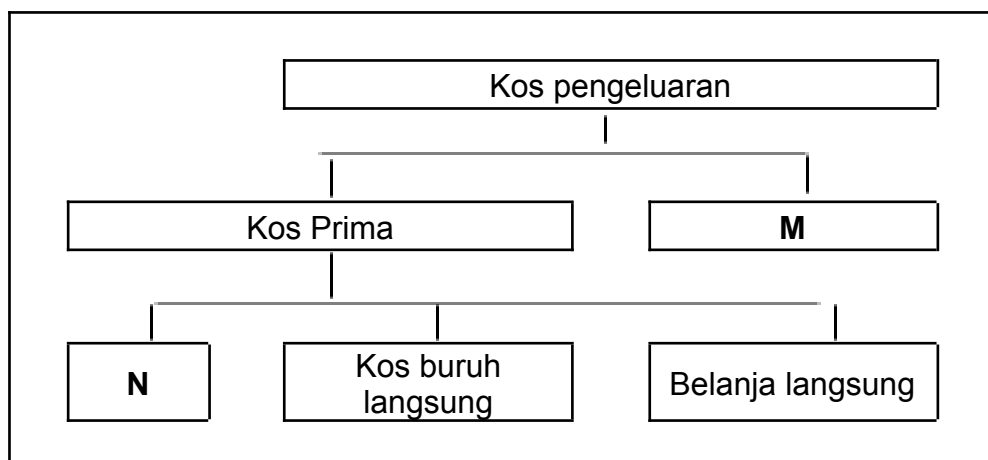 Kos pengeluaran
Kos Prima
M
N
Kos buruh
langsung
Belanja langsung